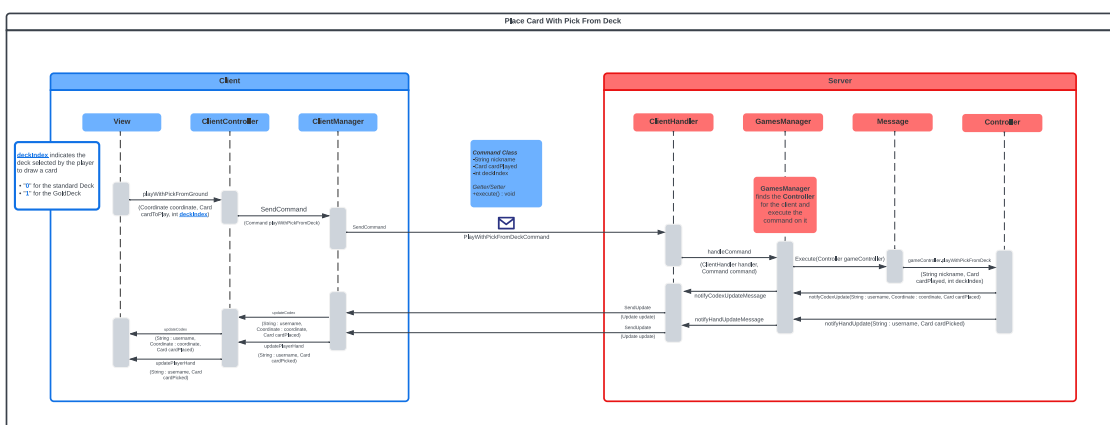 Place Card With Pick From Deck
Client
Server
View
ClientController
ClientManager
ClientHandler
GamesManager
Message
Controller
deckIndex indicates the
deck selected by the player
to draw a card
• "0" for the standard Deck
• "1" for the GoldDeck
Command Class
•String nickname
•Card cardPlayed
•int deckIndex
Getter/Setter
+execute() : void
GamesManager
finds the Controller
for the client and
execute the
command on it
playWithPickFromGround
(Coordinate coordinate, Card
cardToPlay, int deckIndex)
SendCommand
(Command playWithPickFromDeck)
SendCommand
PlayWithPickFromDeckCommand
handleCommand
(ClientHandler handler,
Command command)
Execute(Controller gameController)
gameController.playWithPickFromDeck
(String nickname, Card
cardPlayed, int deckIndex)
notifyCodexUpdateMessage
notifyCodexUpdate(String : username, Coordinate : coordinate, Card cardPlaced)
SendUpdate
(Update update)
updateCodex
(String : username,
Coordinate : coordinate,
Card cardPlaced)
notifyHandUpdateMessage
notifyHandUpdate(String : username, Card cardPicked)
SendUpdate
(Update update)
updateCodex
(String : username,
Coordinate : coordinate,
Card cardPlaced)
updatePlayerHand
(String : username, Card
cardPicked)
updatePlayerHand
(String : username, Card
cardPicked)